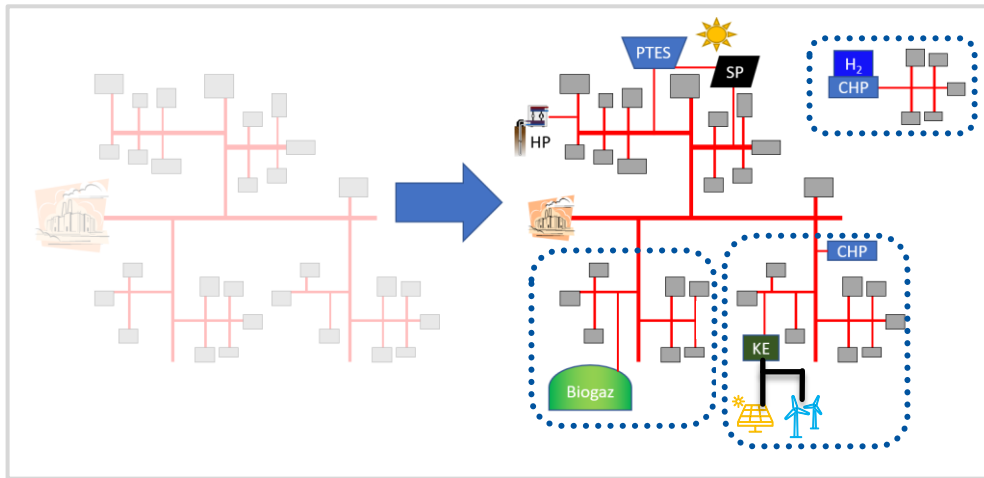 PTES
SP
H₂
CHP
HP
CHP
KE
Biogaz